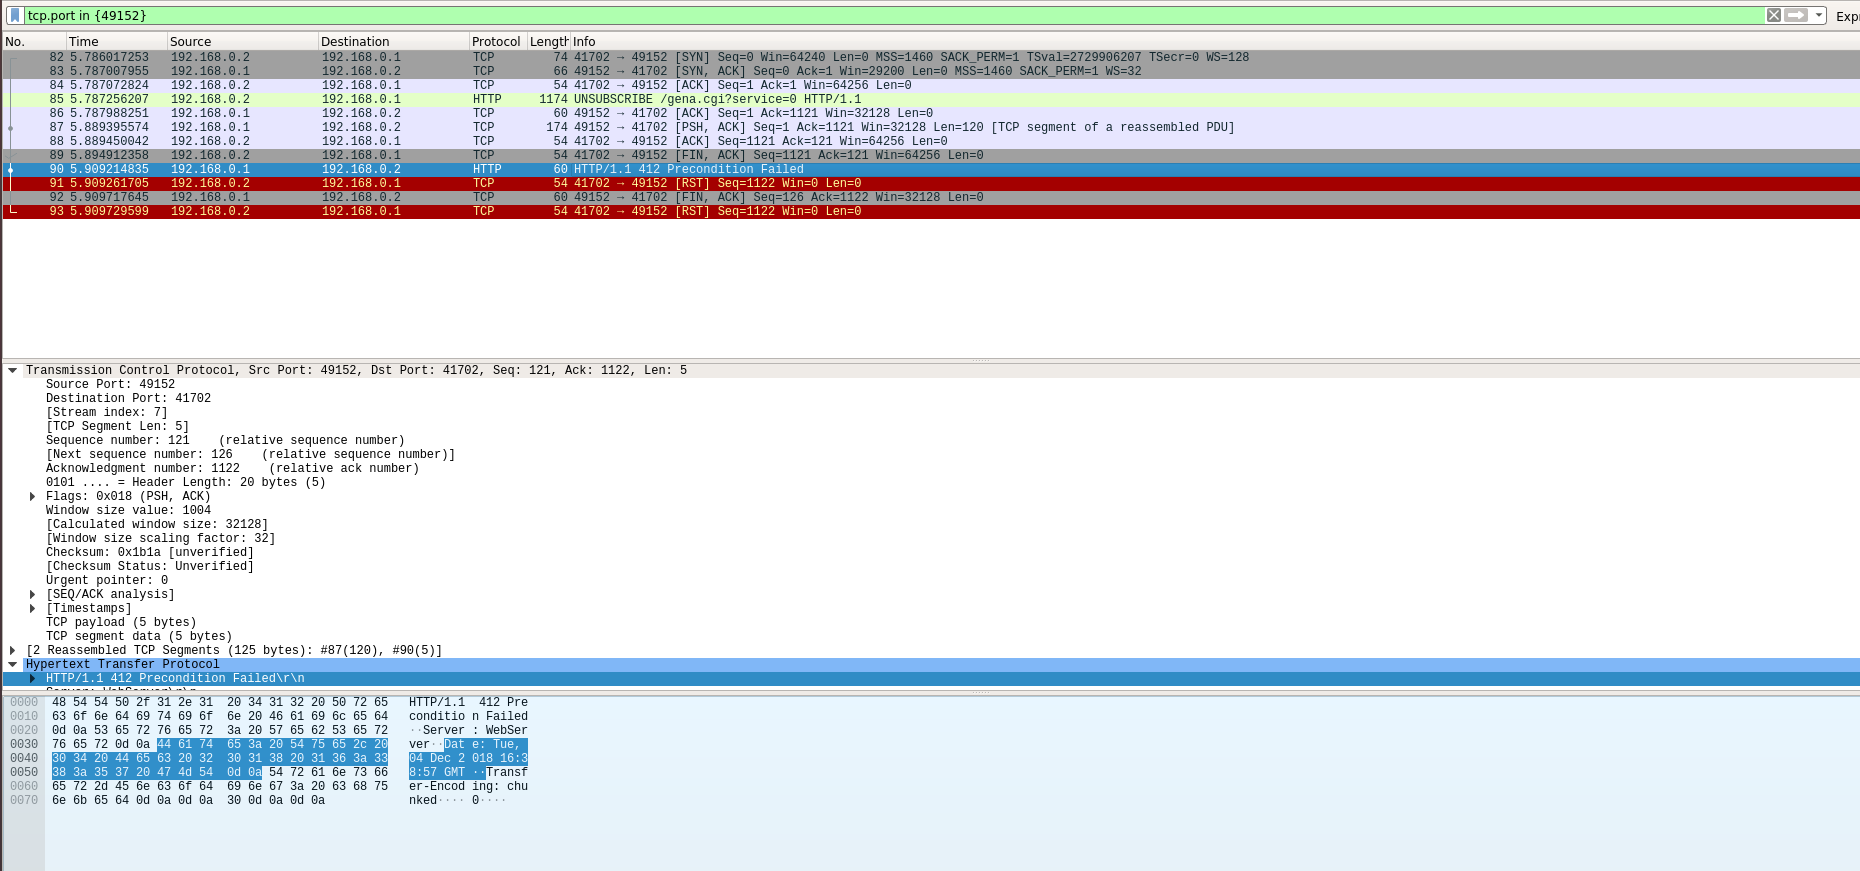 tcp.port in {49152}
Expr
No. Time Source Destination Protocol Length Info
82 5.786017253 192.168.0.2 192.168.0.1 TCP 74 41702 → 49152 [SYN] Seq=0 Win=64240 Len=0 MSS=1460 SACK_PERM=1 TSval=2729906207 TSecr=0 WS=128
83 5.787007955 192.168.0.1 192.168.0.2 TCP 66 49152 → 41702 [SYN, ACK] Seq=0 Ack=1 Win=29200 Len=0 MSS=1460 SACK_PERM=1 WS=32
84 5.787072824 192.168.0.2 192.168.0.1 TCP 54 41702 → 49152 [ACK] Seq=1 Ack=1 Win=64256 Len=0
85 5.787256207 192.168.0.2 192.168.0.1 HTTP 1174 UNSUBSCRIBE /gena.cgi?service=0 HTTP/1.1
86 5.787988251 192.168.0.1 192.168.0.2 TCP 60 49152 → 41702 [ACK] Seq=1 Ack=1121 Win=32128 Len=0
87 5.889395574 192.168.0.1 192.168.0.2 TCP 174 49152 → 41702 [PSH, ACK] Seq=1 Ack=1121 Win=32128 Len=120 [TCP segment of a reassembled PDU]
88 5.889450042 192.168.0.2 192.168.0.1 TCP 54 41702 → 49152 [ACK] Seq=1121 Ack=121 Win=64256 Len=0
89 5.894912358 192.168.0.2 192.168.0.1 TCP 54 41702 → 49152 [FIN, ACK] Seq=1121 Ack=121 Win=64256 Len=0
90 5.909214835 192.168.0.1 192.168.0.2 HTTP 60 HTTP/1.1 412 Precondition Failed
91 5.909261705 192.168.0.2 192.168.0.1 TCP 54 41702 → 49152 [RST] Seq=1122 Win=0 Len=0
92 5.909717645 192.168.0.1 192.168.0.2 TCP 60 49152 → 41702 [FIN, ACK] Seq=126 Ack=1122 Win=32128 Len=0
93 5.909729599 192.168.0.2 192.168.0.1 TCP 54 41702 → 49152 [RST] Seq=1122 Win=0 Len=0
Transmission Control Protocol, Src Port: 49152, Dst Port: 41702, Seq: 121, Ack: 1122, Len: 5
Source Port: 49152
Destination Port: 41702
[Stream index: 7]
[TCP Segment Len: 5]
Sequence number: 121    (relative sequence number)
[Next sequence number: 126    (relative sequence number)]
Acknowledgment number: 1122    (relative ack number)
0101 .... = Header Length: 20 bytes (5)
Flags: 0x018 (PSH, ACK)
Window size value: 1004
[Calculated window size: 32128]
[Window size scaling factor: 32]
Checksum: 0x1b1a [unverified]
[Checksum Status: Unverified]
Urgent pointer: 0
[SEQ/ACK analysis]
[Timestamps]
TCP payload (5 bytes)
TCP segment data (5 bytes)
[2 Reassembled TCP Segments (125 bytes): #87(120), #90(5)]
Hypertext Transfer Protocol
HTTP/1.1 412 Precondition Failed\r\n
Server: WebServer\r\n
0000 48 54 54 50 2f 31 2e 31 20 34 31 32 20 50 72 65 HTTP/1.1 412 Pre
0010 63 6f 6e 64 69 74 69 6f 6e 20 46 61 69 6c 65 64 conditio n Failed
0020 0d 0a 53 65 72 76 65 72 3a 20 57 65 62 53 65 72 ··Server : WebSer
0030 76 65 72 0d 0a 44 61 74 65 3a 20 54 75 65 2c 20 ver··Dat e: Tue,
0040 30 34 20 44 65 63 20 32 30 31 38 20 31 36 3a 33 04 Dec 2 018 16:3
0050 38 3a 35 37 20 47 4d 54 0d 0a 54 72 61 6e 73 66 8:57 GMT ··Transf
0060 65 72 2d 45 6e 63 6f 64 69 6e 67 3a 20 63 68 75 er-Encod ing: chu
0070 6e 6b 65 64 0d 0a 0d 0a 30 0d 0a 0d 0a nked···· 0····